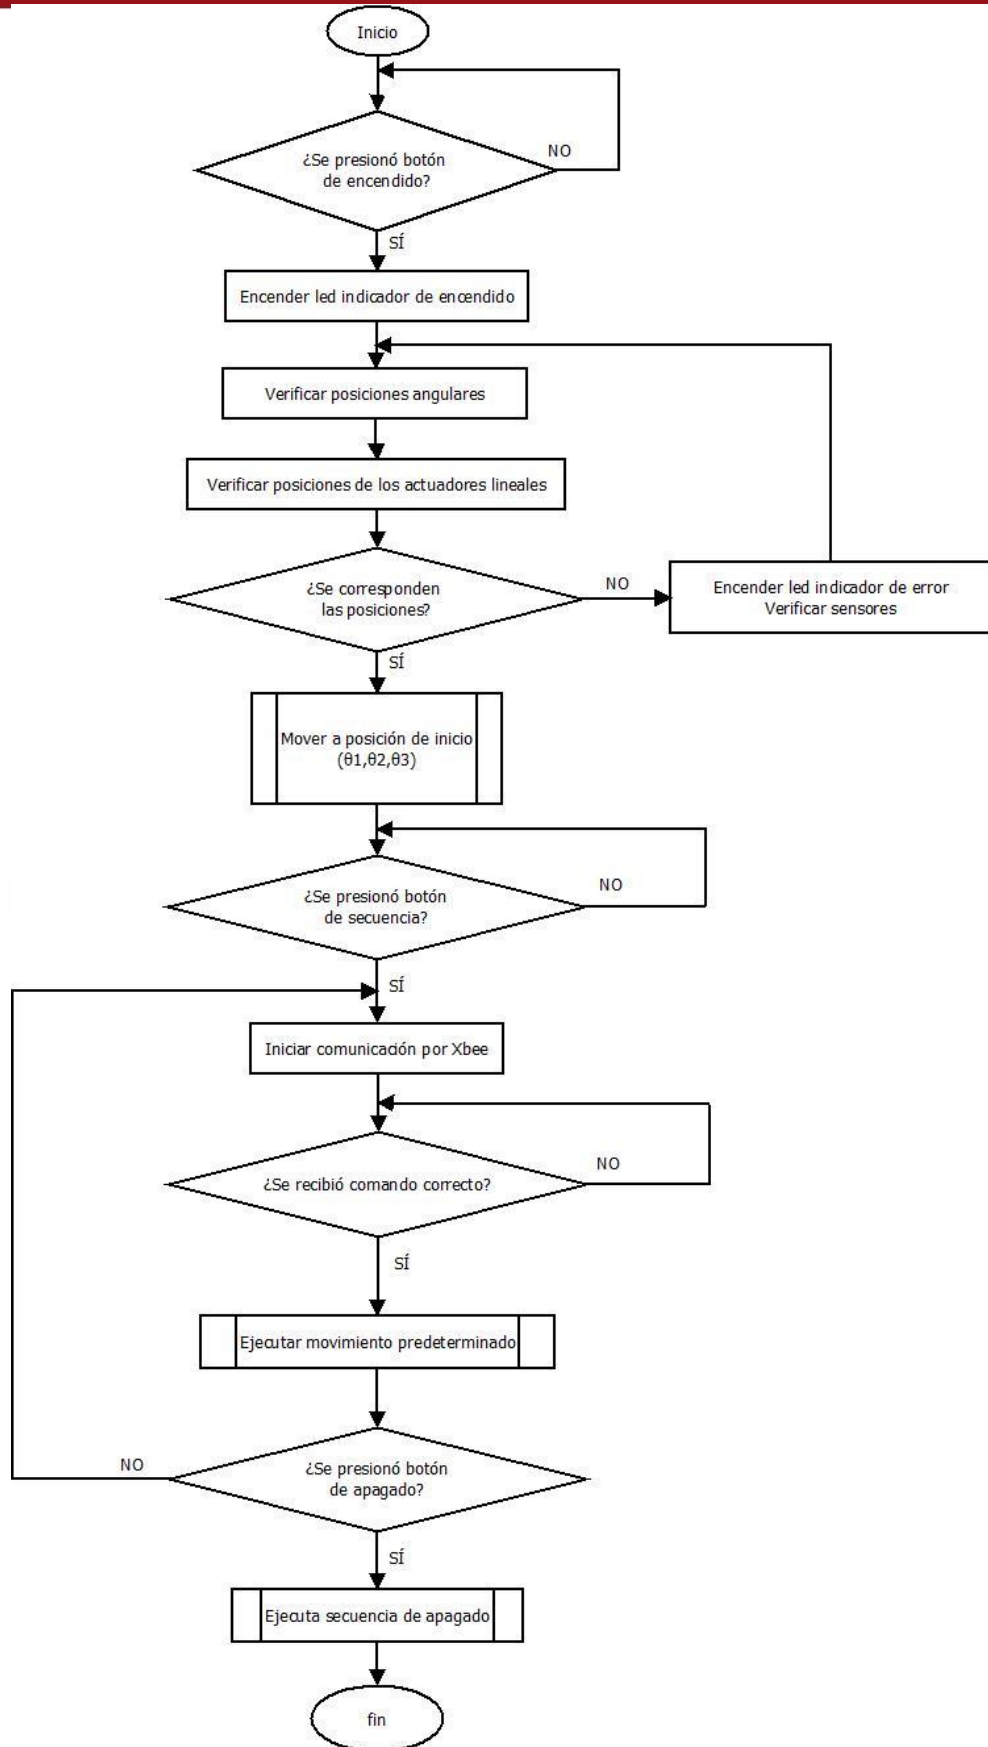 Inicio
NO
¿Se presionó botón
de encendido?
SÍ
Encender led indicador de encendido
Verificar posiciones angulares
Verificar posiciones de los actuadores lineales
¿Se corresponden
las posiciones?
NO
Encender led indicador de error
Verificar sensores
SÍ
Mover a posición de inicio
(θ1,θ2,θ3)
¿Se presionó botón
de secuencia?
NO
SÍ
Iniciar comunicación por Xbee
NO
¿Se recibió comando correcto?
SÍ
Ejecutar movimiento predeterminado
NO
¿Se presionó botón
de apagado?
SÍ
Ejecuta secuencia de apagado
fin